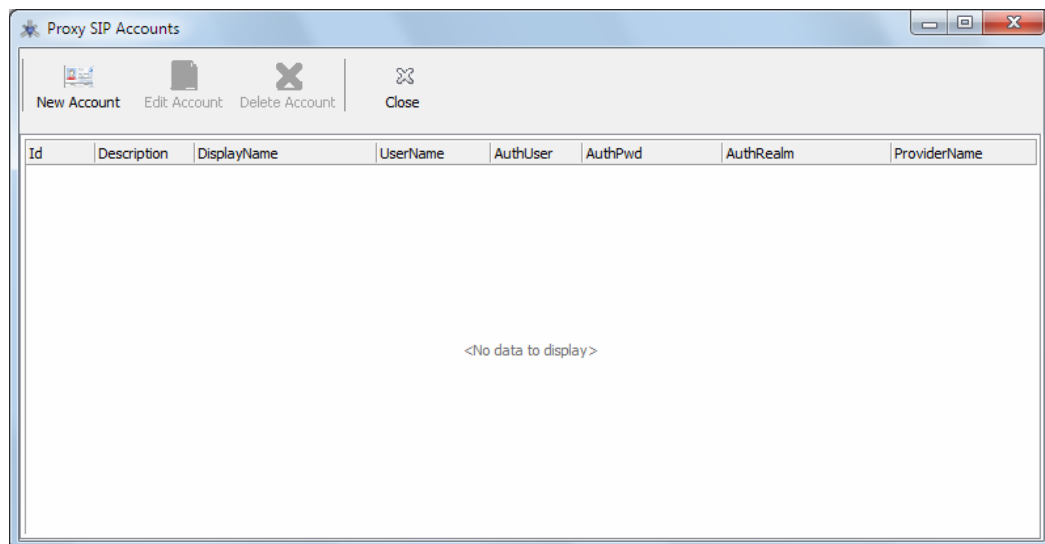 Proxy SIP Accounts
New Account Edit Account Delete Account Close
Id Description DisplayName UserName AuthUser AuthPwd AuthRealm ProviderName
<No data to display>